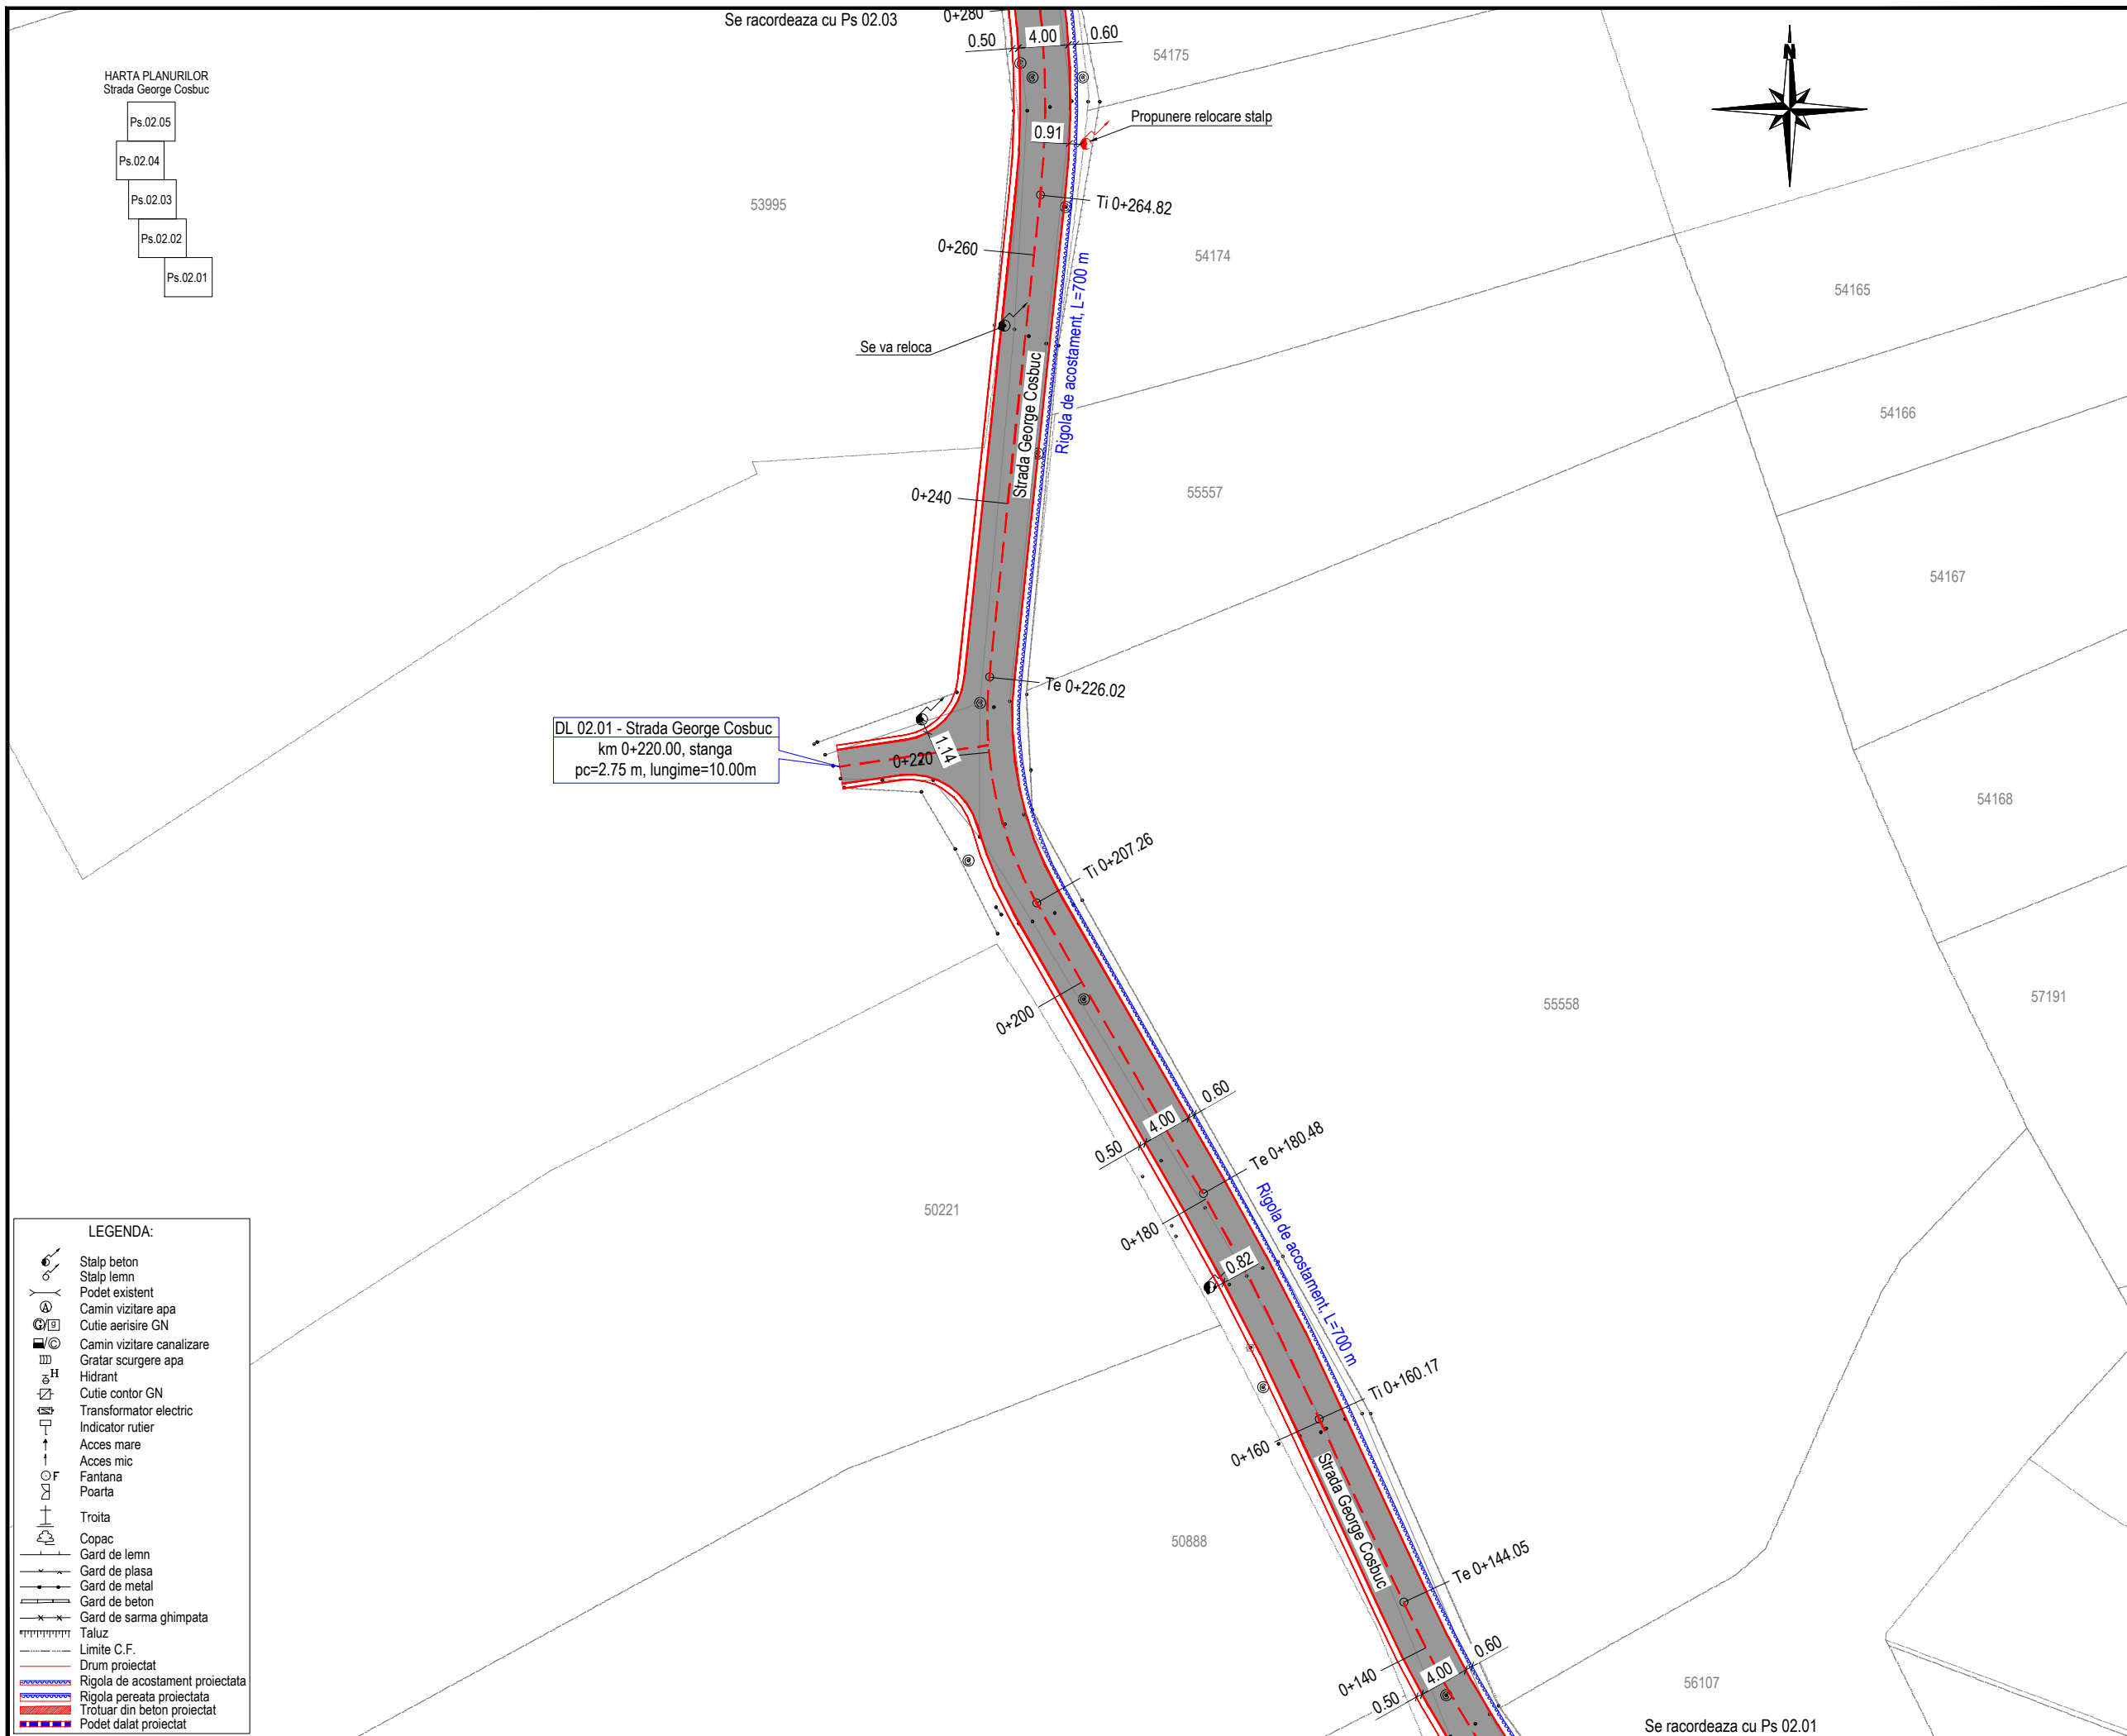 Se racordeaza cu Ps 02.03
0+280
0.50
4.00
0.60
54175
N
HARTA PLANURILOR
Strada George Cosbuc
Ps.02.05
Ps.02.04
Ps.02.03
Ps.02.02
Ps.02.01
Propunere relocare stalp
0.91
53995
Ti 0+264.82
0+260
54174
54165
Rigola de acostament, L=700 m
Se va reloca
Strada George Cosbuc
54166
0+240
55557
54167
Te 0+226.02
DL 02.01 - Strada George Cosbuc
km 0+220.00, stanga
pc=2.75 m, lungime=10.00m
1.14
0+220
54168
Ti 0+207.26
57191
55558
0+200
0.60
4.00
0.50
Te 0+180.48
50221
0+180
Rigola de acostament, L=700 m
0.82
Ti 0+160.17
0+160
Strada George Cosbuc
50888
Te 0+144.05
0.60
4.00
0+140
0.50
56107
Se racordeaza cu Ps 02.01
LEGENDA:
Stalp beton
Stalp lemn
Podet existent
A Camin vizitare apa
G/g Cutie aerisire GN
/C Camin vizitare canalizare
Gratar scurgere apa
H Hidrant
Cutie contor GN
Transformator electric
Indicator rutier
Acces mare
Acces mic
F Fantana
Poarta
Troita
Copac
Gard de lemn
Gard de plasa
Gard de metal
Gard de beton
Gard de sarma ghimpata
Taluz
Limite C.F.
Drum proiectat
Rigola de acostament proiectata
Rigola pereata proiectata
Trotuar din beton proiectat
Podet dalat proiectat